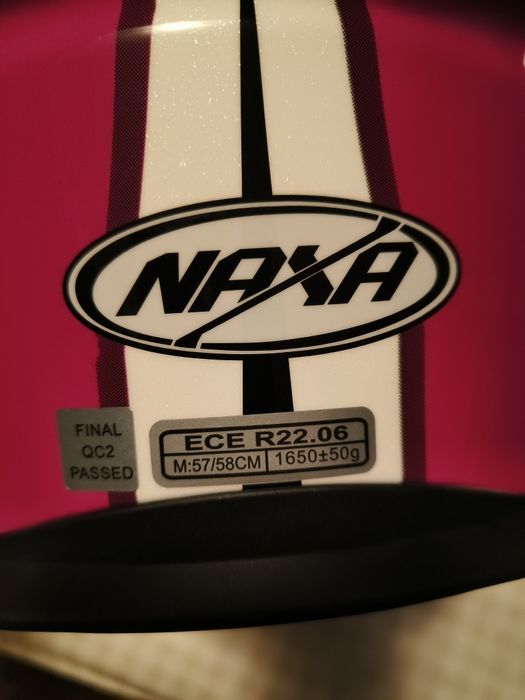 NAXA
FINAL
QC2
PASSED
ECE R22.06
M:57/58CM 1650±50g